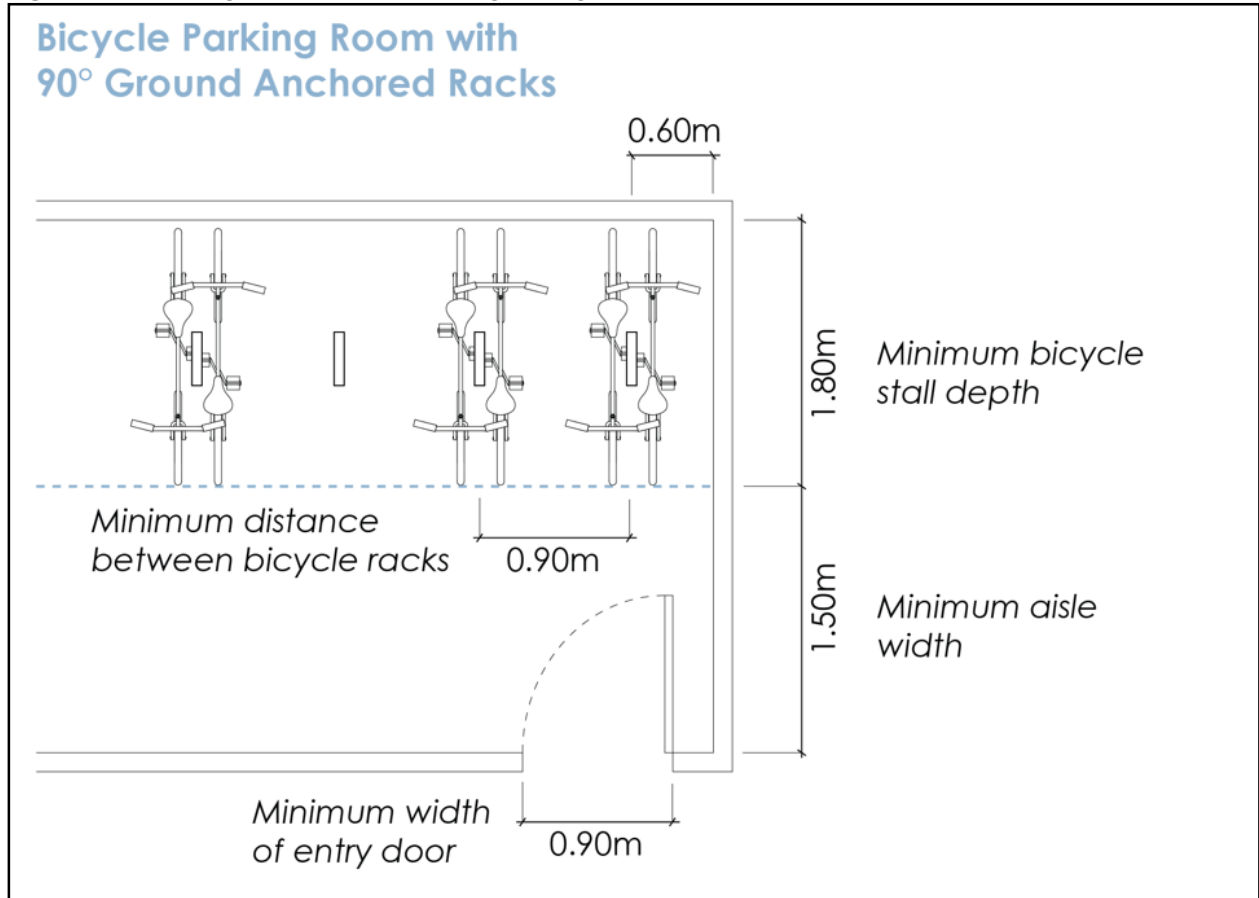 Bicycle Parking Room with
90° Ground Anchored Racks
0.60m
1.80m
Minimum bicycle
stall depth
Minimum distance
between bicycle racks
0.90m
1.50m
Minimum aisle
width
Minimum width
of entry door
0.90m